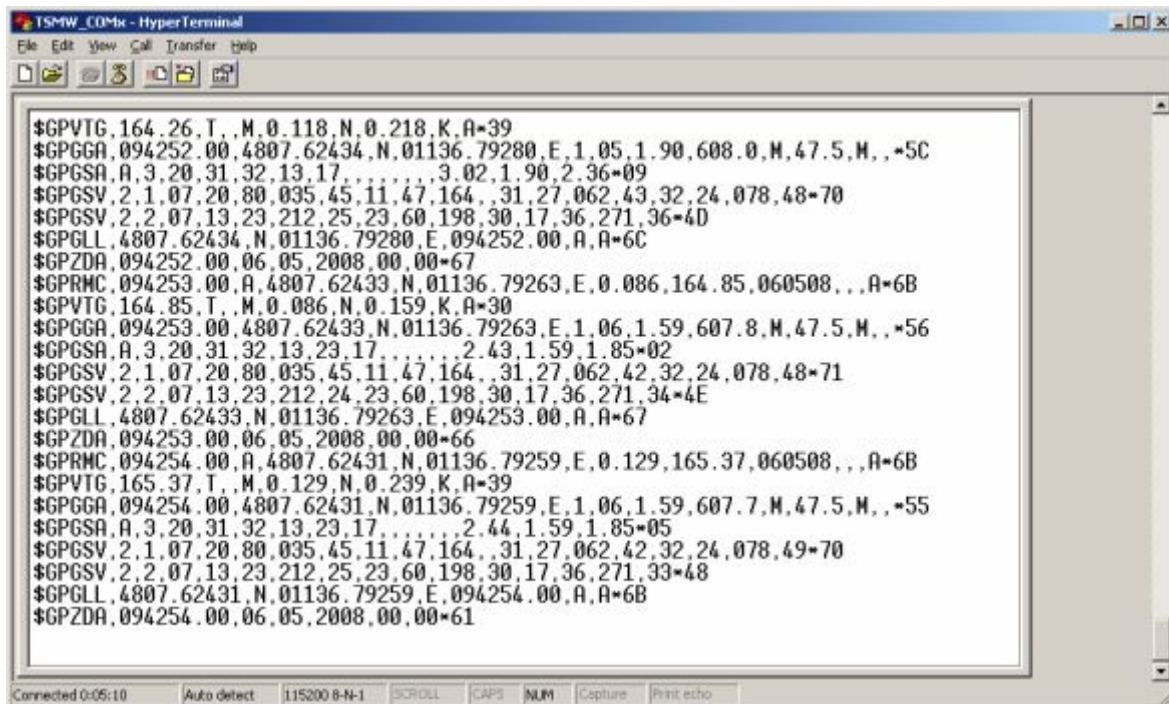 TSMW_COMx - HyperTerminal
File Edit View Call Transfer Help
$GPVTG,164.26,T,,M,0.118,N,0.218,K,A*39
$GPGGA,094252.00,4807.62434,N,01136.79280,E,1,05,1.90,608.0,M,47.5,M,,*5C
$GPGSA,A,3,20,31,32,13,17,,,,,,,,3.02,1.90,2.36*09
$GPGSV,2,1,07,20,80,035,45,11,47,164,,31,27,062,43,32,24,078,48*70
$GPGSV,2,2,07,13,23,212,25,23,60,198,30,17,36,271,36*4D
$GPGLL,4807.62434,N,01136.79280,E,094252.00,A,A*6C
$GPZDA,094252.00,06,05,2008,00,00*67
$GPRMC,094253.00,A,4807.62433,N,01136.79263,E,0.086,164.85,060508,,,A*6B
$GPVTG,164.85,T,,M,0.086,N,0.159,K,A*30
$GPGGA,094253.00,4807.62433,N,01136.79263,E,1,06,1.59,607.8,M,47.5,M,,*56
$GPGSA,A,3,20,31,32,13,23,17,,,,,,,2.43,1.59,1.85*02
$GPGSV,2,1,07,20,80,035,45,11,47,164,,31,27,062,42,32,24,078,48*71
$GPGSV,2,2,07,13,23,212,24,23,60,198,30,17,36,271,34*4E
$GPGLL,4807.62433,N,01136.79263,E,094253.00,A,A*67
$GPZDA,094253.00,06,05,2008,00,00*66
$GPRMC,094254.00,A,4807.62431,N,01136.79259,E,0.129,165.37,060508,,,A*6B
$GPVTG,165.37,T,,M,0.129,N,0.239,K,A*39
$GPGGA,094254.00,4807.62431,N,01136.79259,E,1,06,1.59,607.7,M,47.5,M,,*55
$GPGSA,A,3,20,31,32,13,23,17,,,,,,,2.44,1.59,1.85*05
$GPGSV,2,1,07,20,80,035,45,11,47,164,,31,27,062,42,32,24,078,49*70
$GPGSV,2,2,07,13,23,212,25,23,60,198,30,17,36,271,33*48
$GPGLL,4807.62431,N,01136.79259,E,094254.00,A,A*6B
$GPZDA,094254.00,06,05,2008,00,00*61
Connected 0:05:10 Auto detect 115200 8-N-1 SCROLL CAPS NUM Capture Print echo